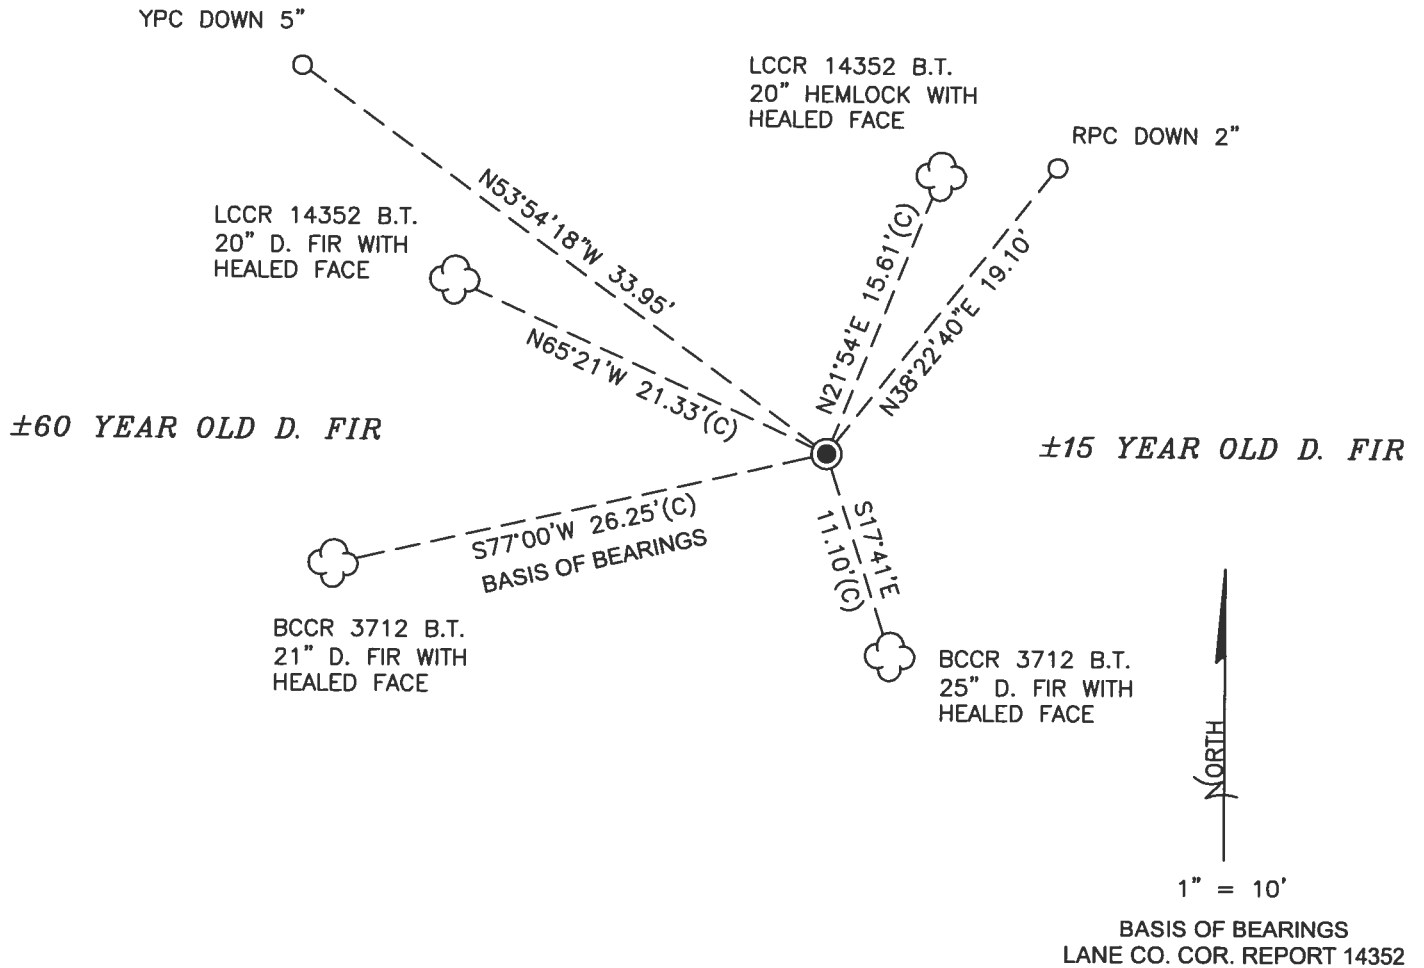 YPC DOWN 5"
LCCR 14352 B.T.
20" HEMLOCK WITH
HEALED FACE
RPC DOWN 2"
N53°54'18"W 33.95'
LCCR 14352 B.T.
20" D. FIR WITH
HEALED FACE
N21°54'E 15.61'(C)
N38°22'40"E 19.10'
N65°21'W 21.33'(C)
±60 YEAR OLD D. FIR
±15 YEAR OLD D. FIR
S77°00'W 26.25'(C)
BASIS OF BEARINGS
S17°41'E
11.10'(C)
BCCR 3712 B.T.
21" D. FIR WITH
HEALED FACE
BCCR 3712 B.T.
25" D. FIR WITH
HEALED FACE
NORTH
1" = 10'
BASIS OF BEARINGS
LANE CO. COR. REPORT 14352